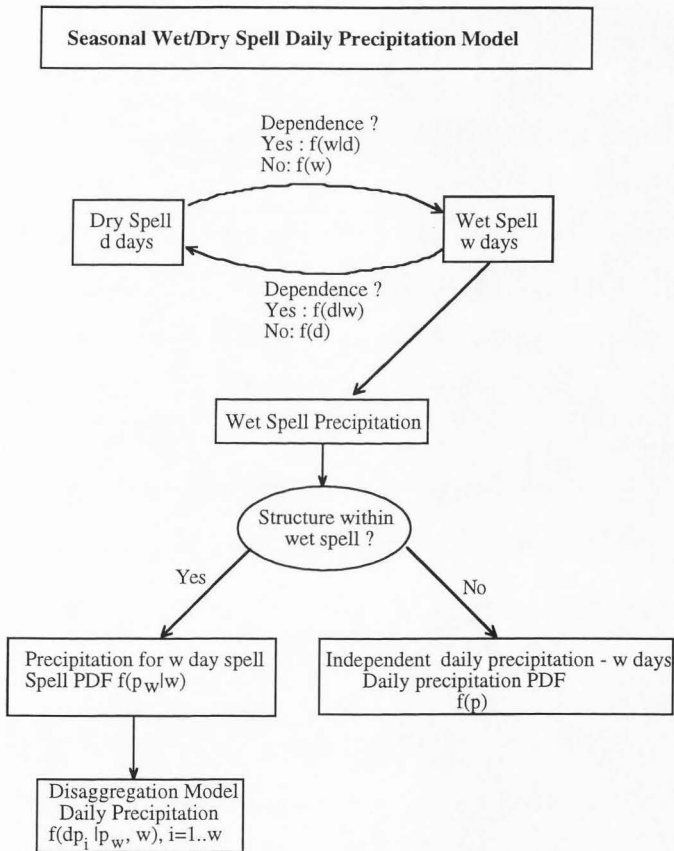 Seasonal Wet/Dry Spell Daily Precipitation Model
Dependence ?
Yes : f(w|d)
No: f(w)
Dry Spell
d days
Wet Spell
w days
Dependence ?
Yes : f(d|w)
No: f(d)
Wet Spell Precipitation
Structure within
wet spell ?
Yes
No
Precipitation for w day spell
Spell PDF f(p_w|w)
Independent daily precipitation - w days
Daily precipitation PDF
f(p)
Disaggregation Model
Daily Precipitation
f(dp_i |p_w, w), i=1..w